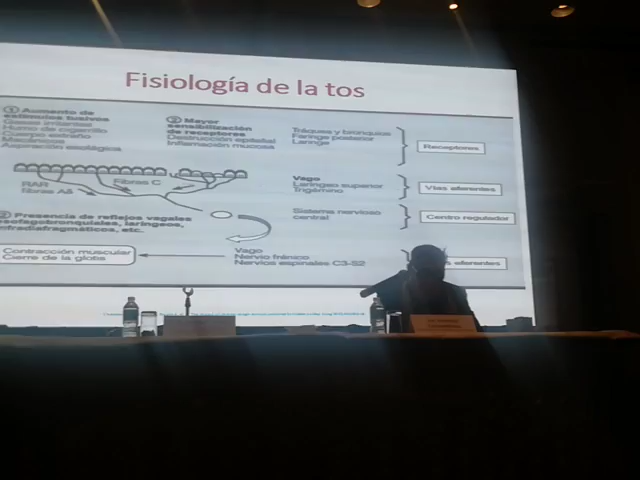 Fisiología de la tos
① Aumento de
estímulos tusivos
Gases irritantes
Humo de cigarrillo
Cuerpo extraño
Mecánicos
② Mayor
sensibilización
de receptores
Destrucción epitelial
Inflamación mucosa
Tráquea y bronquios
Faringe posterior
Laringe
Receptores
RAR
fibras Aδ
Fibras C
Vago
Laríngeo superior
Trigémino
Vías aferentes
Presencia de reflejos vagales
esofagobronquiales, laríngeos,
infradiafragmáticos, etc.
Sistema nervioso
central
Centro regulador
Contracción muscular
Cierre de la glotis
Vago
Nervio frénico
Nervios espinales C3-S2
eferentes